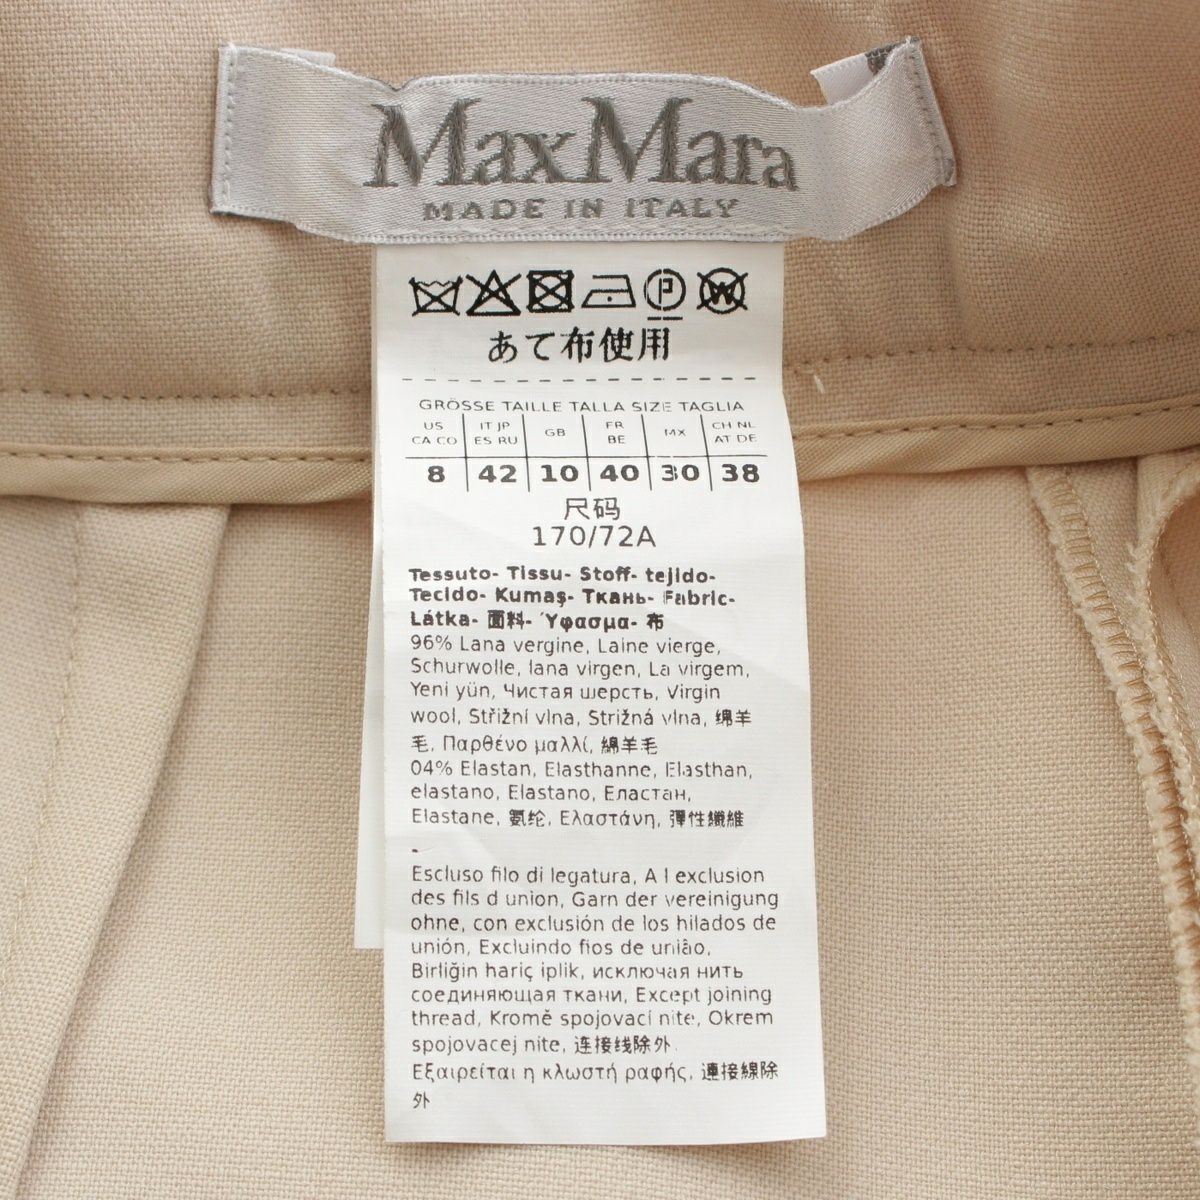 MaxMara
MADE IN ITALY
P W
あて布使用
GRÖSSE TAILLE TALLA SIZE TAGLIA
US IT JP GB FR MX CH NL
CA CO ES RU BE AT DE
8 42 10 40 30 38
尺码
170/72A
Tessuto- Tissu- Stoff- tejido-
Tecido- Kumaş- Ткань- Fabric-
Látka- 面料- Ύφασμα- 布
96% Lana vergine, Laine vierge,
Schurwolle, lana virgen, La virgem,
Yeni yün, Чистая шерсть, Virgin
wool, Střižní vlna, Strižná vlna, 绵羊
毛, Παρθένο μαλλί, 綿羊毛
04% Elastan, Elasthanne, Elasthan,
elastano, Elastano, Еластан,
Elastane, 氨纶, Ελαστάνη, 彈性纖維
-
Escluso filo di legatura, A l exclusion
des fils d union, Garn der vereinigung
ohne, con exclusión de los hilados de
unión, Excluindo fios de união,
Birliğin hariç iplik, исключая нить
соединяющая ткани, Except joining
thread, Kromě spojovací nite, Okrem
spojovacej nite, 连接线除外
Εξαιρείται η κλωστή ραφής, 連接線除
外